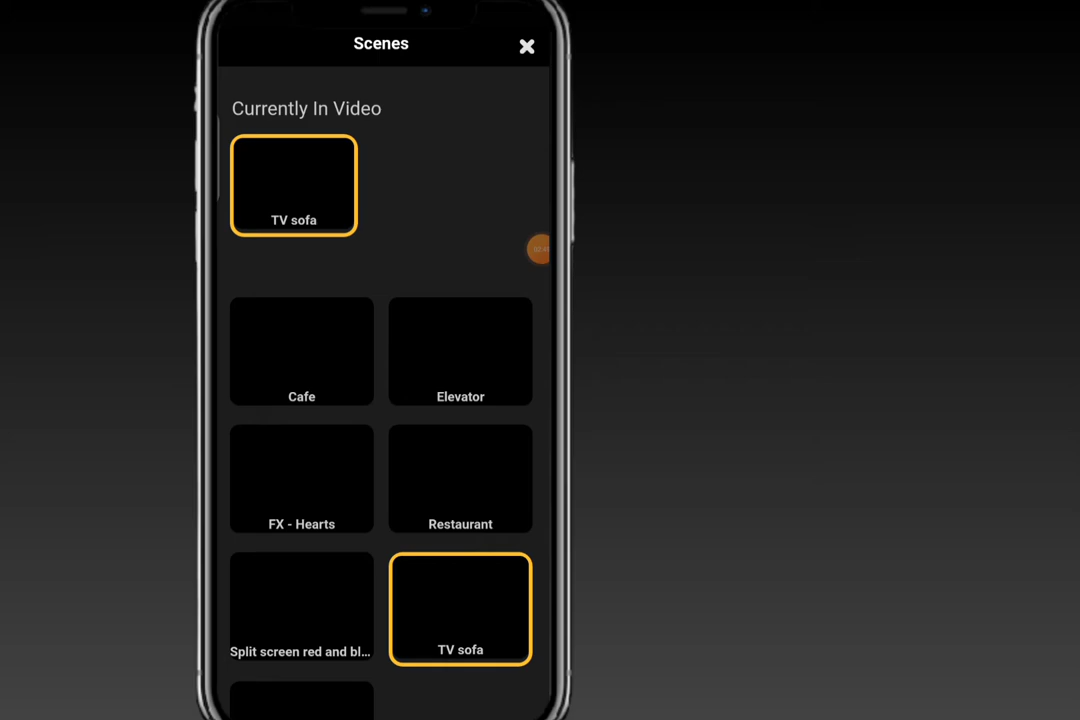 Scenes
Currently In Video
TV sofa
Cafe
Elevator
FX - Hearts
Restaurant
Split screen red and bl...
TV sofa